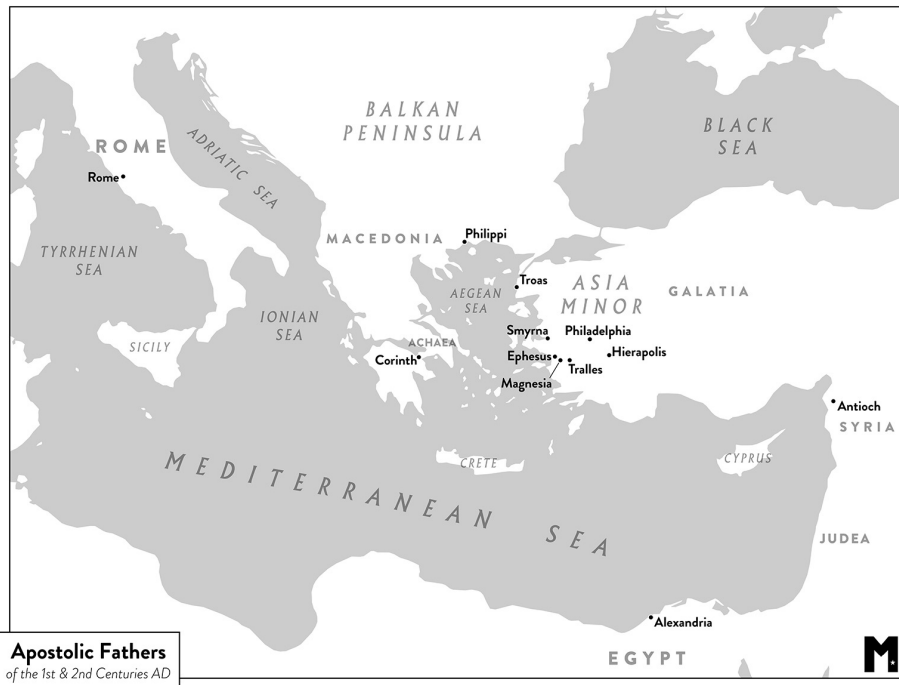 BALKAN
PENINSULA
BLACK
SEA
ROME
ADRIATIC SEA
Rome
MACEDONIA
Philippi
TYRRHENIAN
SEA
Troas
ASIA
MINOR
GALATIA
AEGEAN
SEA
IONIAN
SEA
SICILY
Smyrna
Philadelphia
ACHAEA
Corinth
Ephesus
Hierapolis
Magnesia
Tralles
Antioch
SYRIA
CRETE
CYPRUS
MEDITERRANEAN SEA
JUDEA
Alexandria
EGYPT
Apostolic Fathers
of the 1st & 2nd Centuries AD
M